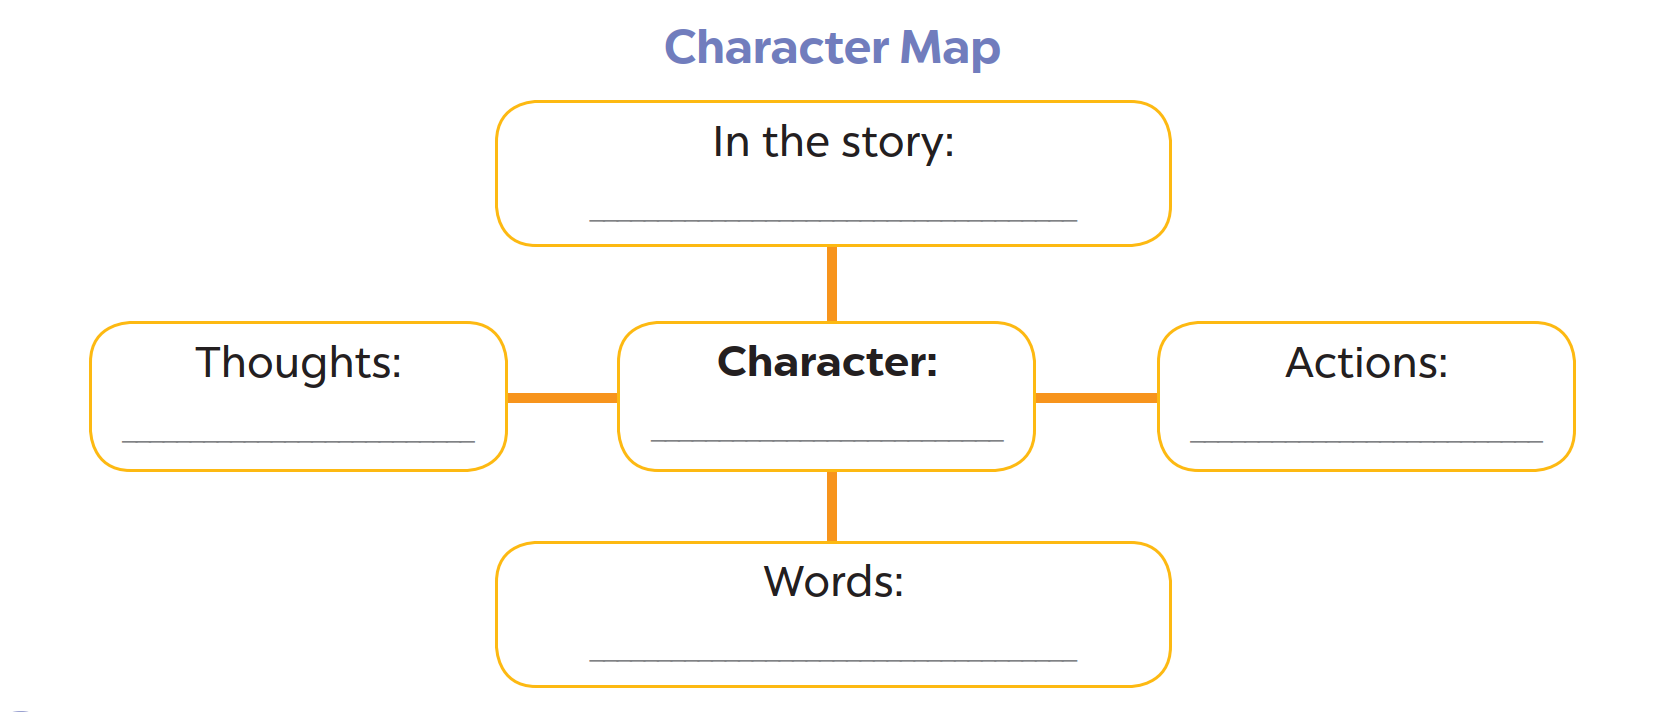 Character Map
In the story:
Thoughts:
Character:
Actions:
Words: